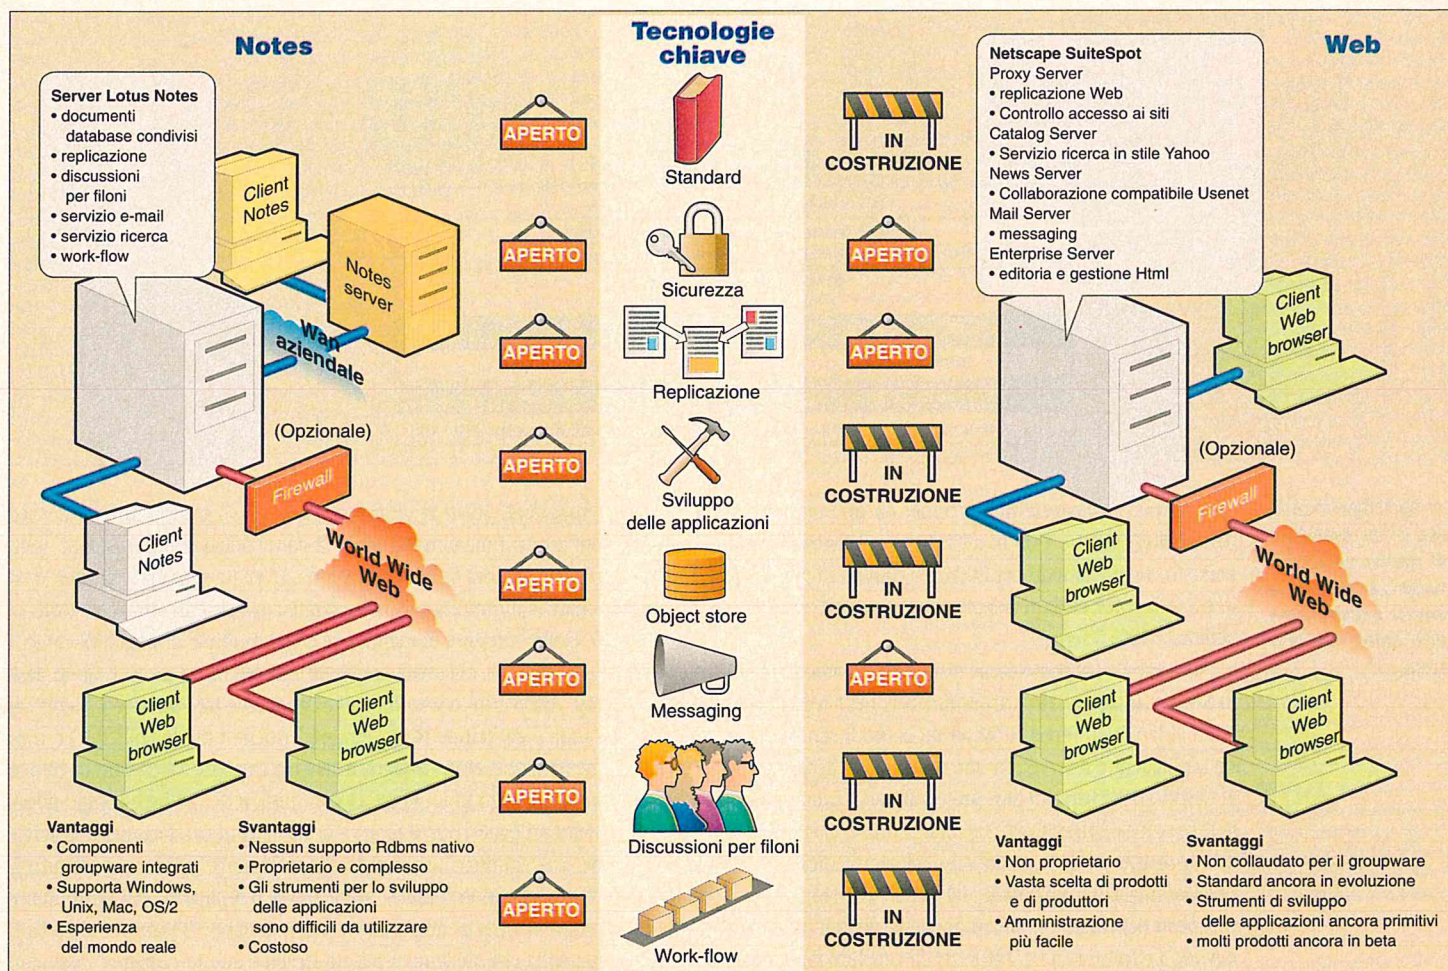 Notes
Tecnologie
chiave
Web
Server Lotus Notes
• documenti
database condivisi
• replicazione
• discussioni
per filoni
• servizio e-mail
• servizio ricerca
• work-flow
Client
Notes
Notes
server
Wan
aziendale
(Opzionale)
Firewall
World Wide
Web
Client
Notes
Client
Web
browser
Client
Web
browser
Vantaggi
• Componenti
groupware integrati
• Supporta Windows,
Unix, Mac, OS/2
• Esperienza
del mondo reale
Svantaggi
• Nessun supporto Rdbms nativo
• Proprietario e complesso
• Gli strumenti per lo sviluppo
delle applicazioni
sono difficili da utilizzare
• Costoso
APERTO
Standard
IN
COSTRUZIONE
APERTO
Sicurezza
APERTO
APERTO
Replicazione
APERTO
APERTO
Sviluppo
delle applicazioni
IN
COSTRUZIONE
APERTO
Object store
IN
COSTRUZIONE
APERTO
Messaging
APERTO
APERTO
Discussioni per filoni
IN
COSTRUZIONE
APERTO
Work-flow
IN
COSTRUZIONE
Netscape SuiteSpot
Proxy Server
• replicazione Web
• Controllo accesso ai siti
Catalog Server
• Servizio ricerca in stile Yahoo
News Server
• Collaborazione compatibile Usenet
Mail Server
• messaging
Enterprise Server
• editoria e gestione Html
Client
Web
browser
(Opzionale)
Firewall
World Wide
Web
Client
Web
browser
Client
Web
browser
Client
Web
browser
Vantaggi
• Non proprietario
• Vasta scelta di prodotti
e di produttori
• Amministrazione
più facile
Svantaggi
• Non collaudato per il groupware
• Standard ancora in evoluzione
• Strumenti di sviluppo
delle applicazioni ancora primitivi
• molti prodotti ancora in beta